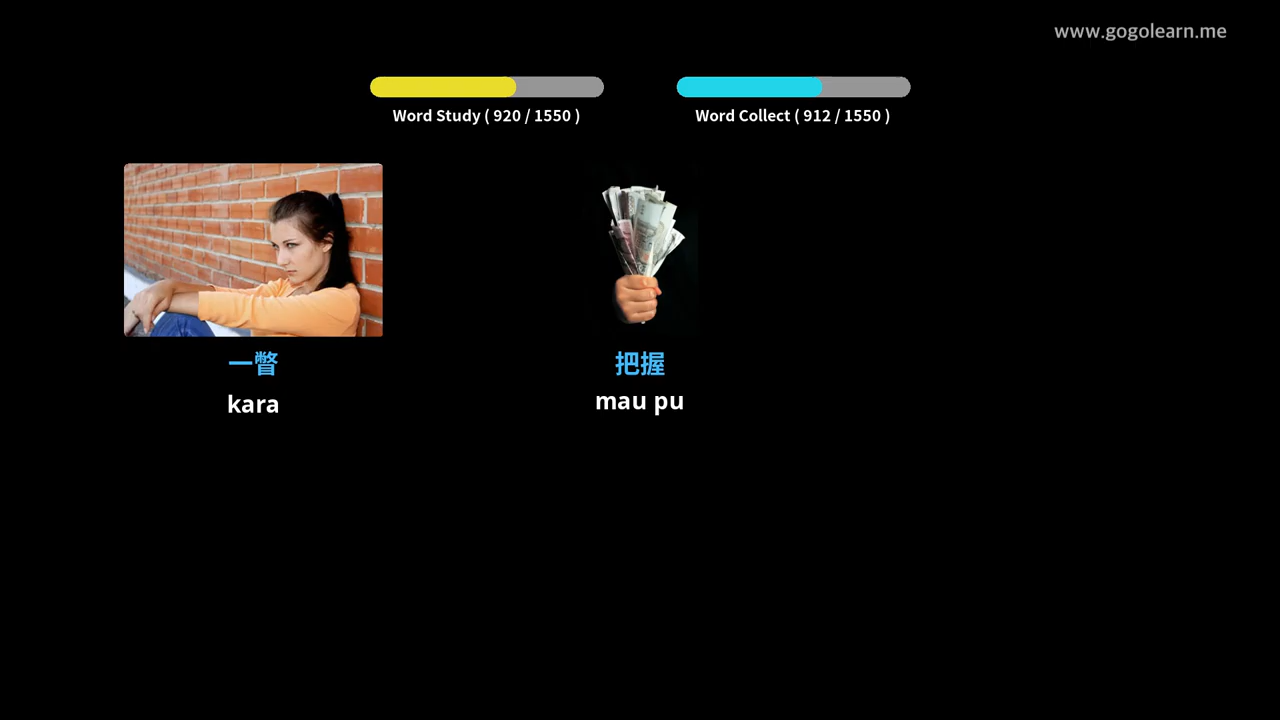 www.gogolearn.me
Word Study ( 920 / 1550 )
Word Collect ( 912 / 1550 )
一瞥
kara
把握
mau pu